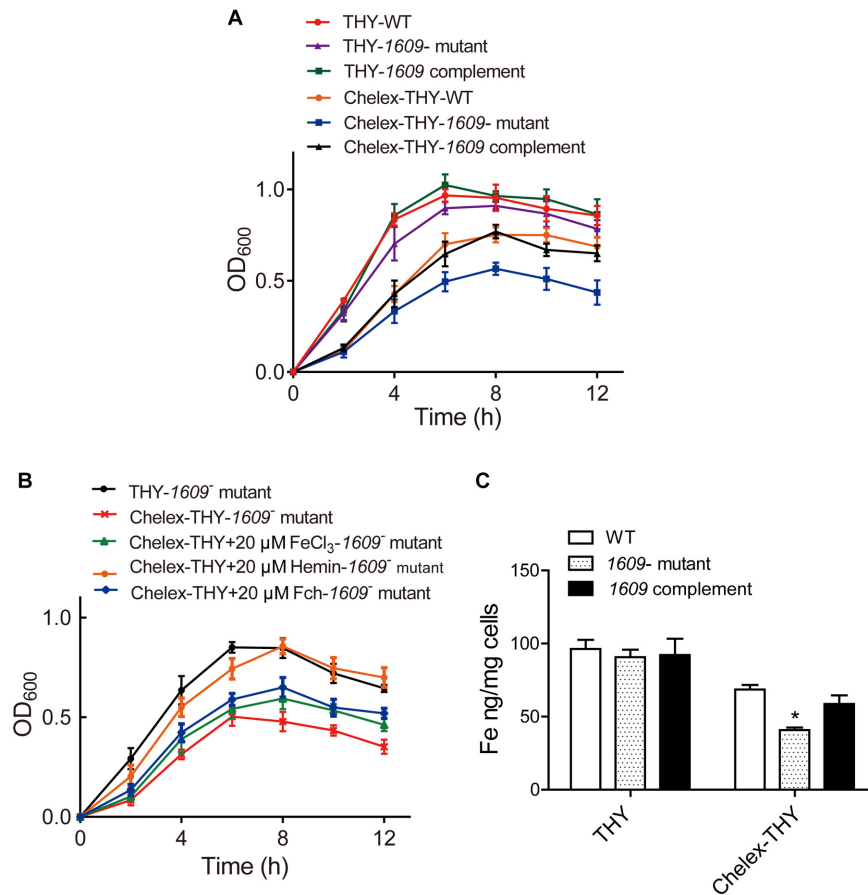 A
THY-WT
THY-1609- mutant
THY-1609 complement
Chelex-THY-WT
Chelex-THY-1609- mutant
Chelex-THY-1609 complement
1.0
0.5
0.0
OD₆₀₀
0 4 8 12
Time (h)
B
THY-1609⁻ mutant
Chelex-THY-1609⁻ mutant
Chelex-THY+20 µM FeCl₃-1609⁻ mutant
Chelex-THY+20 µM Hemin-1609⁻ mutant
Chelex-THY+20 µM Fch-1609⁻ mutant
1.0
0.5
0.0
OD₆₀₀
0 4 8 12
Time (h)
C
WT
1609- mutant
1609 complement
150
100
50
0
Fe ng/mg cells
*
THY
Chelex-THY